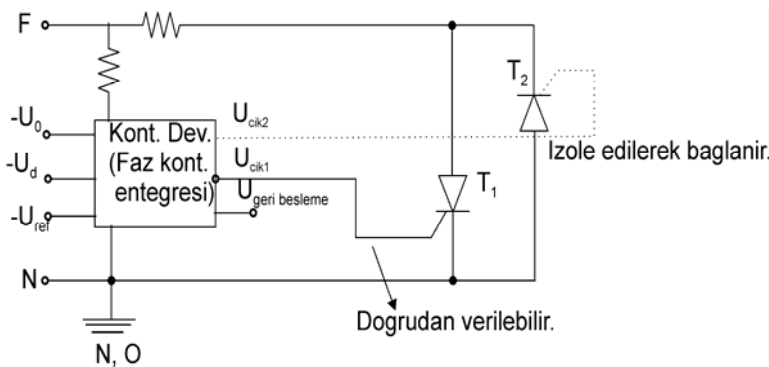 F
T2
-U0
Kont. Dev.
(Faz kont.
entegresi)
Ucik2
Izole edilerek baglanir.
-Ud
Ucik1
T1
Ugeri besleme
-Uref
N
Dogrudan verilebilir.
N, O